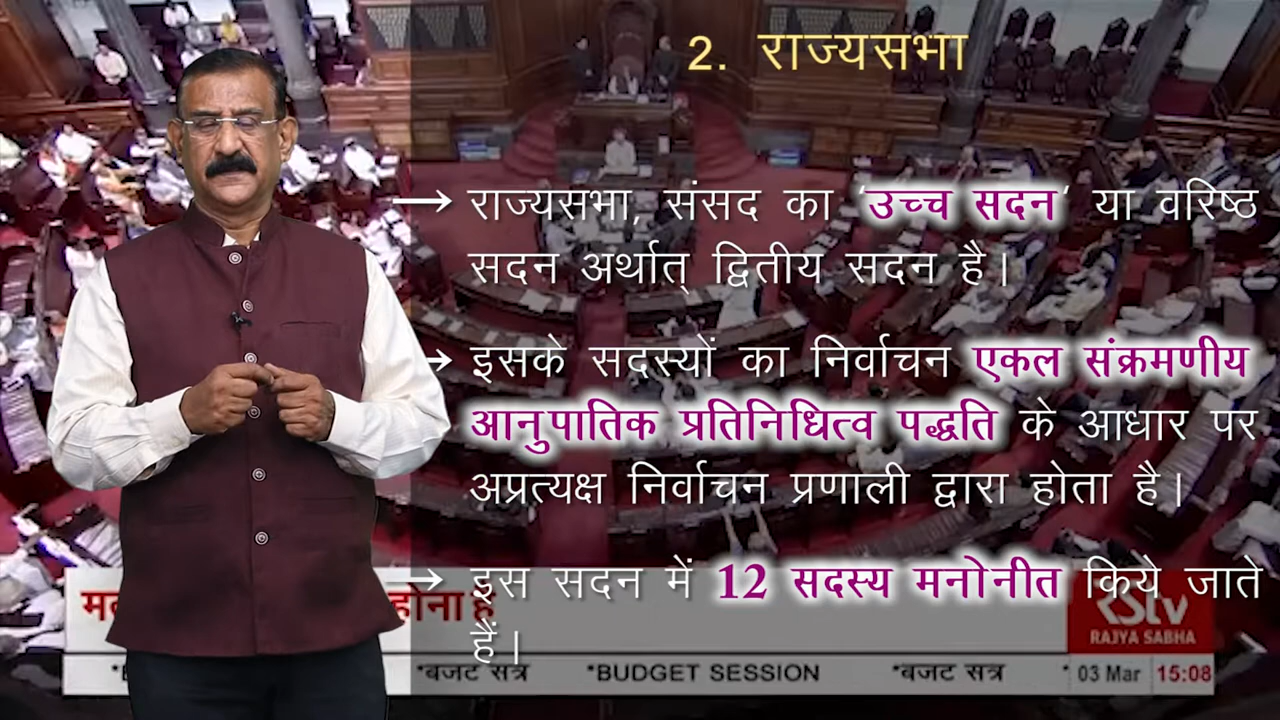 2. राज्यसभा
राज्यसभा, संसद का ‘उच्च सदन‘ या वरिष्ठ
सदन अर्थात् द्वितीय सदन है।
इसके सदस्यों का निर्वाचन एकल संक्रमणीय
आनुपातिक प्रतिनिधित्व पद्धति के आधार पर
अप्रत्यक्ष निर्वाचन प्रणाली द्वारा होता है।
इस सदन में 12 सदस्य मनोनीत किये जाते
हैं।
होना है
RSTV
RAJYA SABHA
*बजट सत्र *BUDGET SESSION *बजट सत्र * 03 Mar 15:08